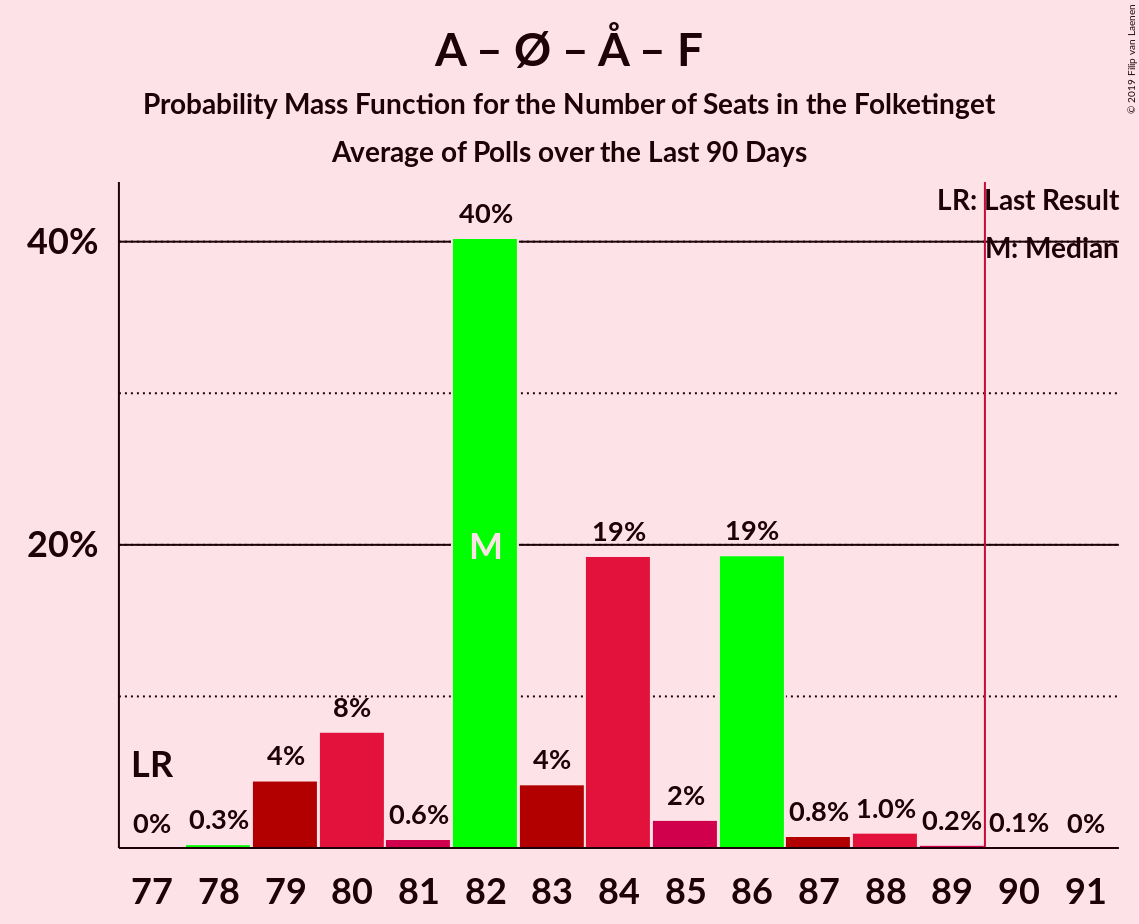 A – Ø – Å – F
Probability Mass Function for the Number of Seats in the Folketinget
Average of Polls over the Last 90 Days
© 2019 Filip van Laenen
LR: Last Result
M: Median
40%
20%
40%
M
19%
19%
8%
4%
4%
2%
LR
0%
0.3%
0.6%
0.8%
1.0%
0.2%
0.1%
0%
77 78 79 80 81 82 83 84 85 86 87 88 89 90 91